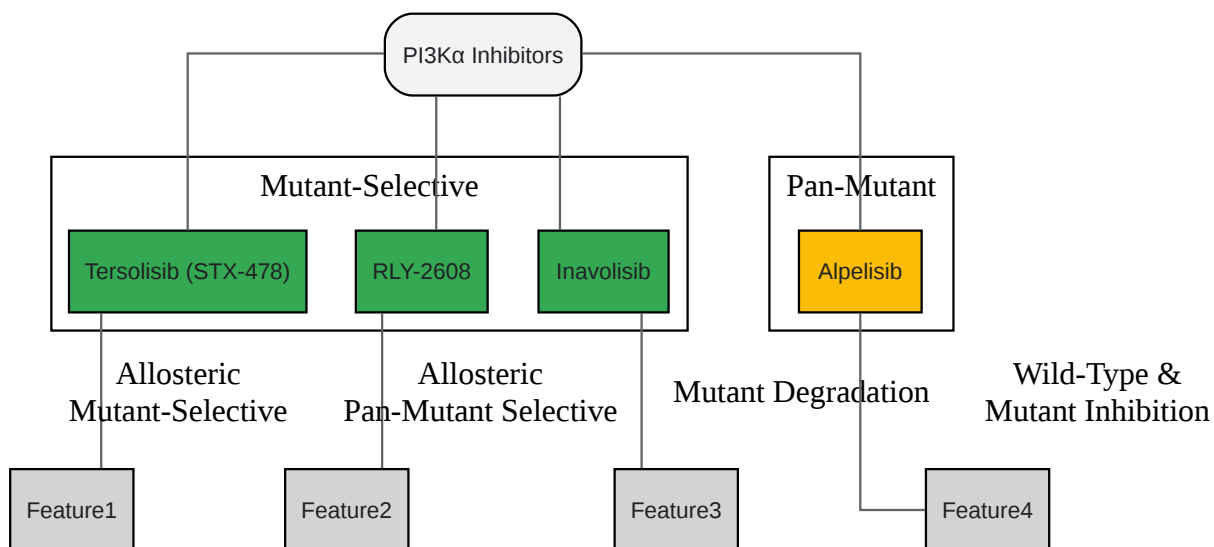 PI3Kα Inhibitors
Mutant-Selective
Pan-Mutant
Tersolisib (STX-478)
RLY-2608
Inavolisib
Alpelisib
Allosteric
Mutant-Selective
Allosteric
Pan-Mutant Selective
Mutant Degradation
Wild-Type &
Mutant Inhibition
Feature1
Feature2
Feature3
Feature4